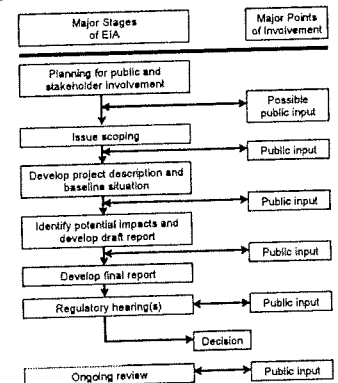 Major Stages
of EIA
Major Points
of Involvement
Planning for public and
stakeholder involvement
Possible
public input
Issue scoping
Public input
Develop project description and
baseline situation
Public input
Identify potential impacts and
develop draft report
Public input
Develop final report
Regulatory hearing(s)
Public input
Decision
Ongoing review
Public input